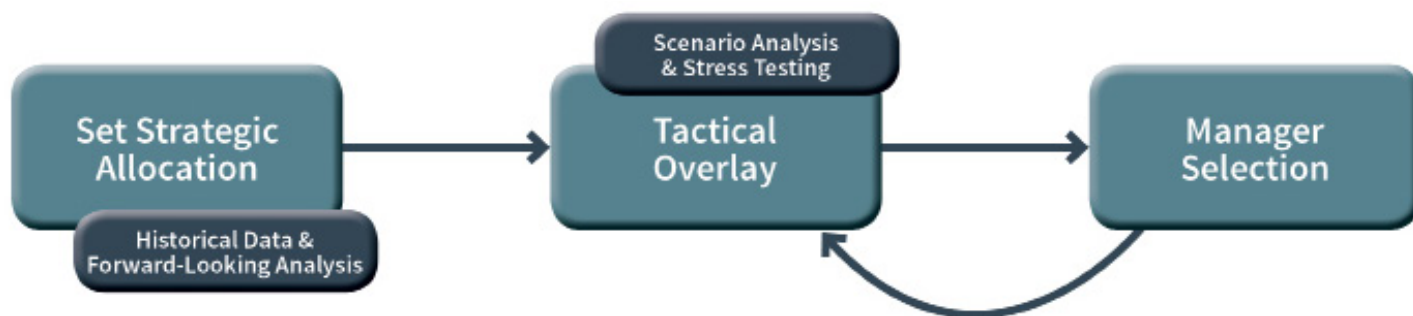 Set Strategic
Allocation
Historical Data &
Forward-Looking Analysis
Scenario Analysis
& Stress Testing
Tactical
Overlay
Manager
Selection